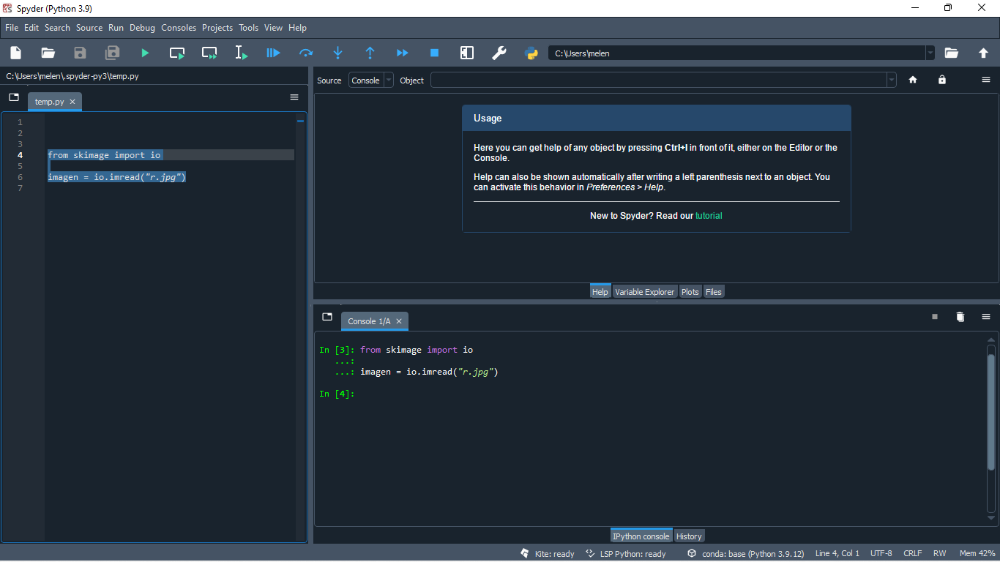 Spyder (Python 3.9)
File Edit Search Source Run Debug Consoles Projects Tools View Help
C:\Users\melen
C:\Users\melen\.spyder-py3\temp.py
temp.py
1
2
3
4 from skimage import io
5
6 imagen = io.imread("r.jpg")
7
Source Console Object
Usage
Here you can get help of any object by pressing Ctrl+I in front of it, either on the Editor or the
Console.
Help can also be shown automatically after writing a left parenthesis next to an object. You
can activate this behavior in Preferences > Help.
New to Spyder? Read our tutorial
Help Variable Explorer Plots Files
Console 1/A
In [3]: from skimage import io
...:
...: imagen = io.imread("r.jpg")
In [4]:
IPython console History
Kite: ready LSP Python: ready conda: base (Python 3.9.12) Line 4, Col 1 UTF-8 CRLF RW Mem 42%